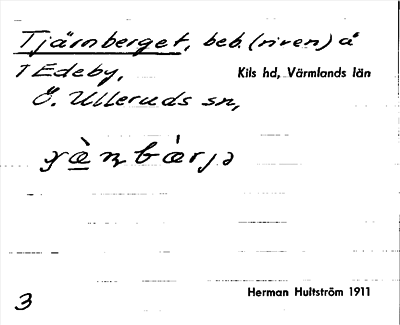 Tjärnberget, beb. (riven) å
1 Edeby,
Kils hd, Värmlands län
Ö. Ulleruds sn,
3
Herman Hultström 1911